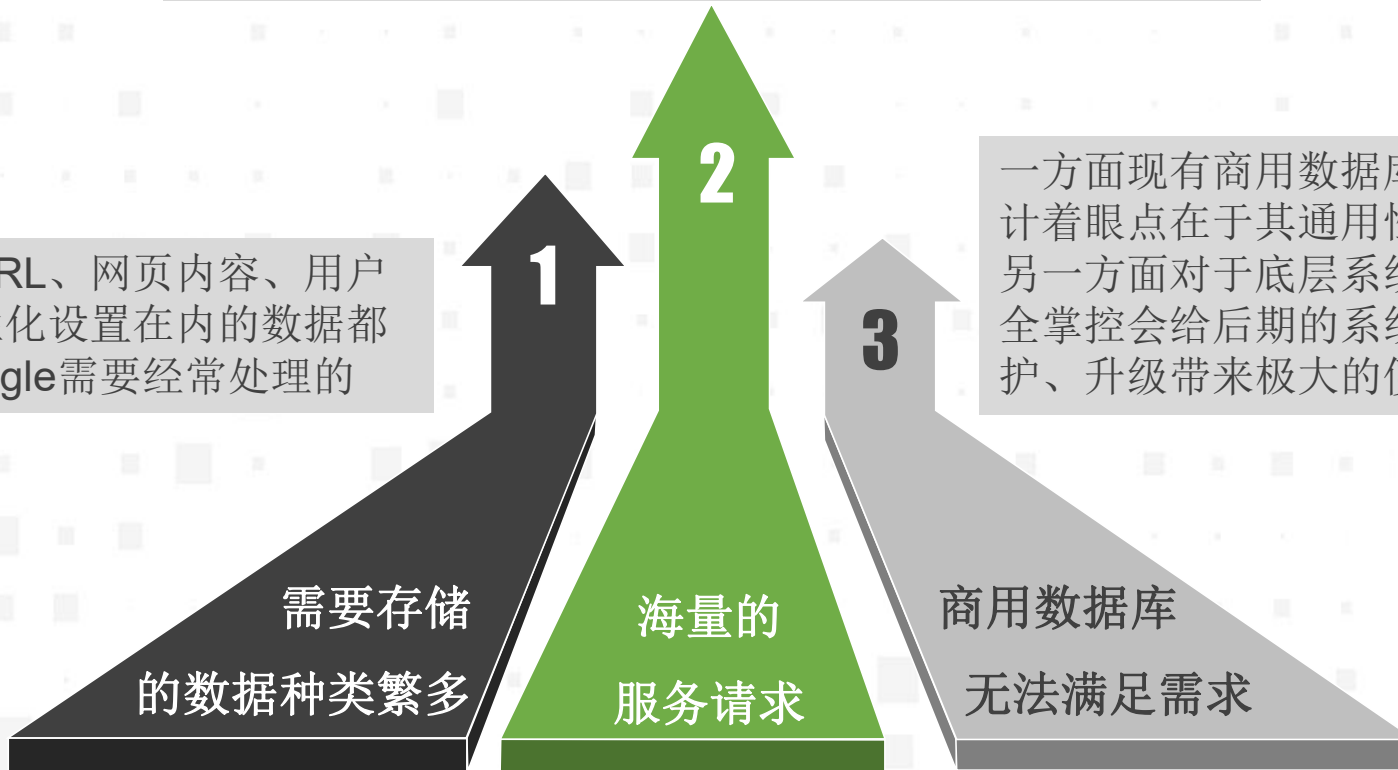 2
1
3
RL、网页内容、用户
化设置在内的数据都
gle需要经常处理的
一方面现有商用数据库
计着眼点在于其通用性
另一方面对于底层系统
全掌控会给后期的系统
护、升级带来极大的便
需要存储
的数据种类繁多
海量的
服务请求
商用数据库
无法满足需求